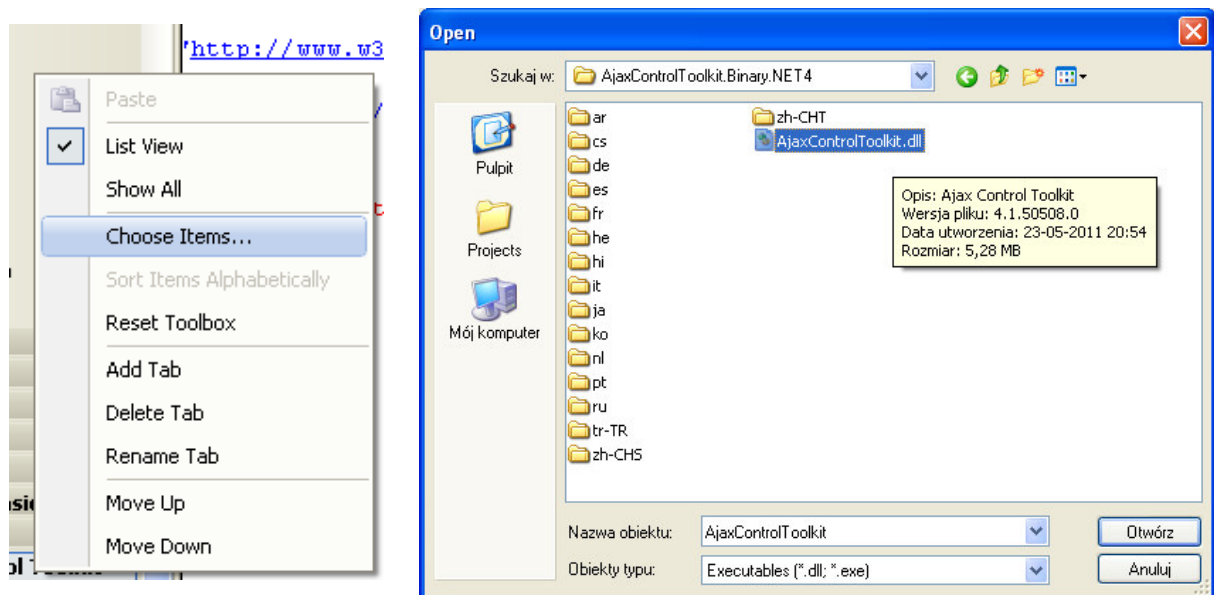 'http://www.w3
/
Paste
List View
Show All
t
Choose Items...
Sort Items Alphabetically
Reset Toolbox
Add Tab
Delete Tab
Rename Tab
Move Up
Move Down
Open
Szukaj w:
AjaxControlToolkit.Binary.NET4
Pulpit
Projects
Mój komputer
ar
cs
de
es
fr
he
hi
it
ja
ko
nl
pt
ru
tr-TR
zh-CHS
zh-CHT
AjaxControlToolkit.dll
Opis: Ajax Control Toolkit
Wersja pliku: 4.1.50508.0
Data utworzenia: 23-05-2011 20:54
Rozmiar: 5,28 MB
Nazwa obiektu:
AjaxControlToolkit
Otwórz
Obiekty typu:
Executables (*.dll; *.exe)
Anuluj